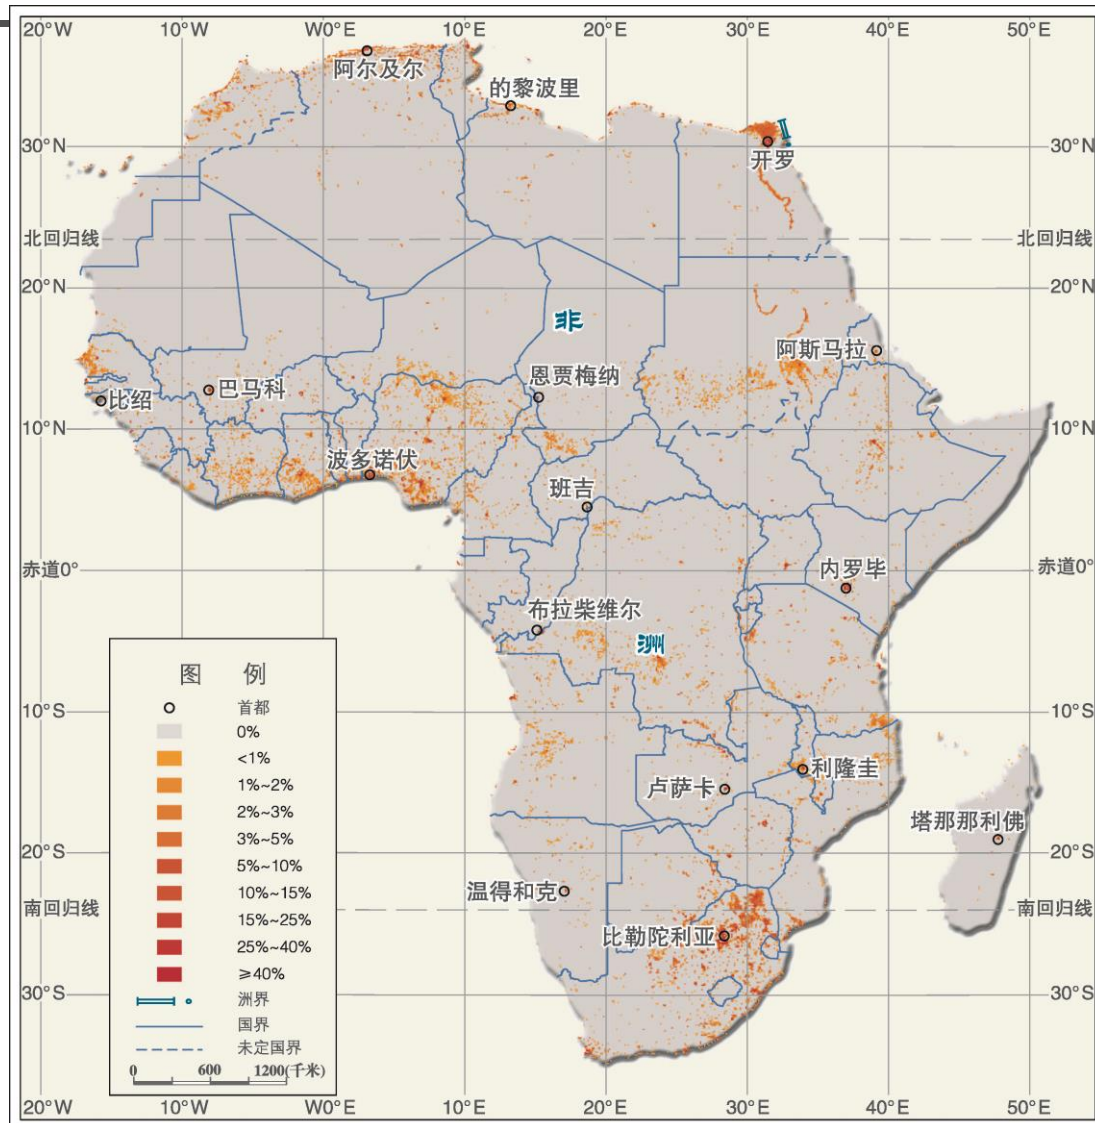 20°W 10°W W0°E 10°E 20°E 30°E 40°E 50°E
阿尔及尔
的黎波里
30°N 30°N
开罗
北回归线 北回归线
20°N 20°N
非
阿斯马拉
恩贾梅纳
巴马科
比绍
10°N 10°N
波多诺伏
班吉
赤道0° 内罗毕 赤道0°
布拉柴维尔
洲
图 例
首都
0%
<1%
1%~2%
2%~3%
3%~5%
5%~10%
10%~15%
15%~25%
25%~40%
≥40%
洲界
国界
未定国界
0 600 1200(千米)
10°S 10°S
利隆圭
卢萨卡
塔那那利佛
20°S 20°S
温得和克
南回归线 南回归线
比勒陀利亚
30°S 30°S
20°W 10°W W0°E 10°E 20°E 30°E 40°E 50°E